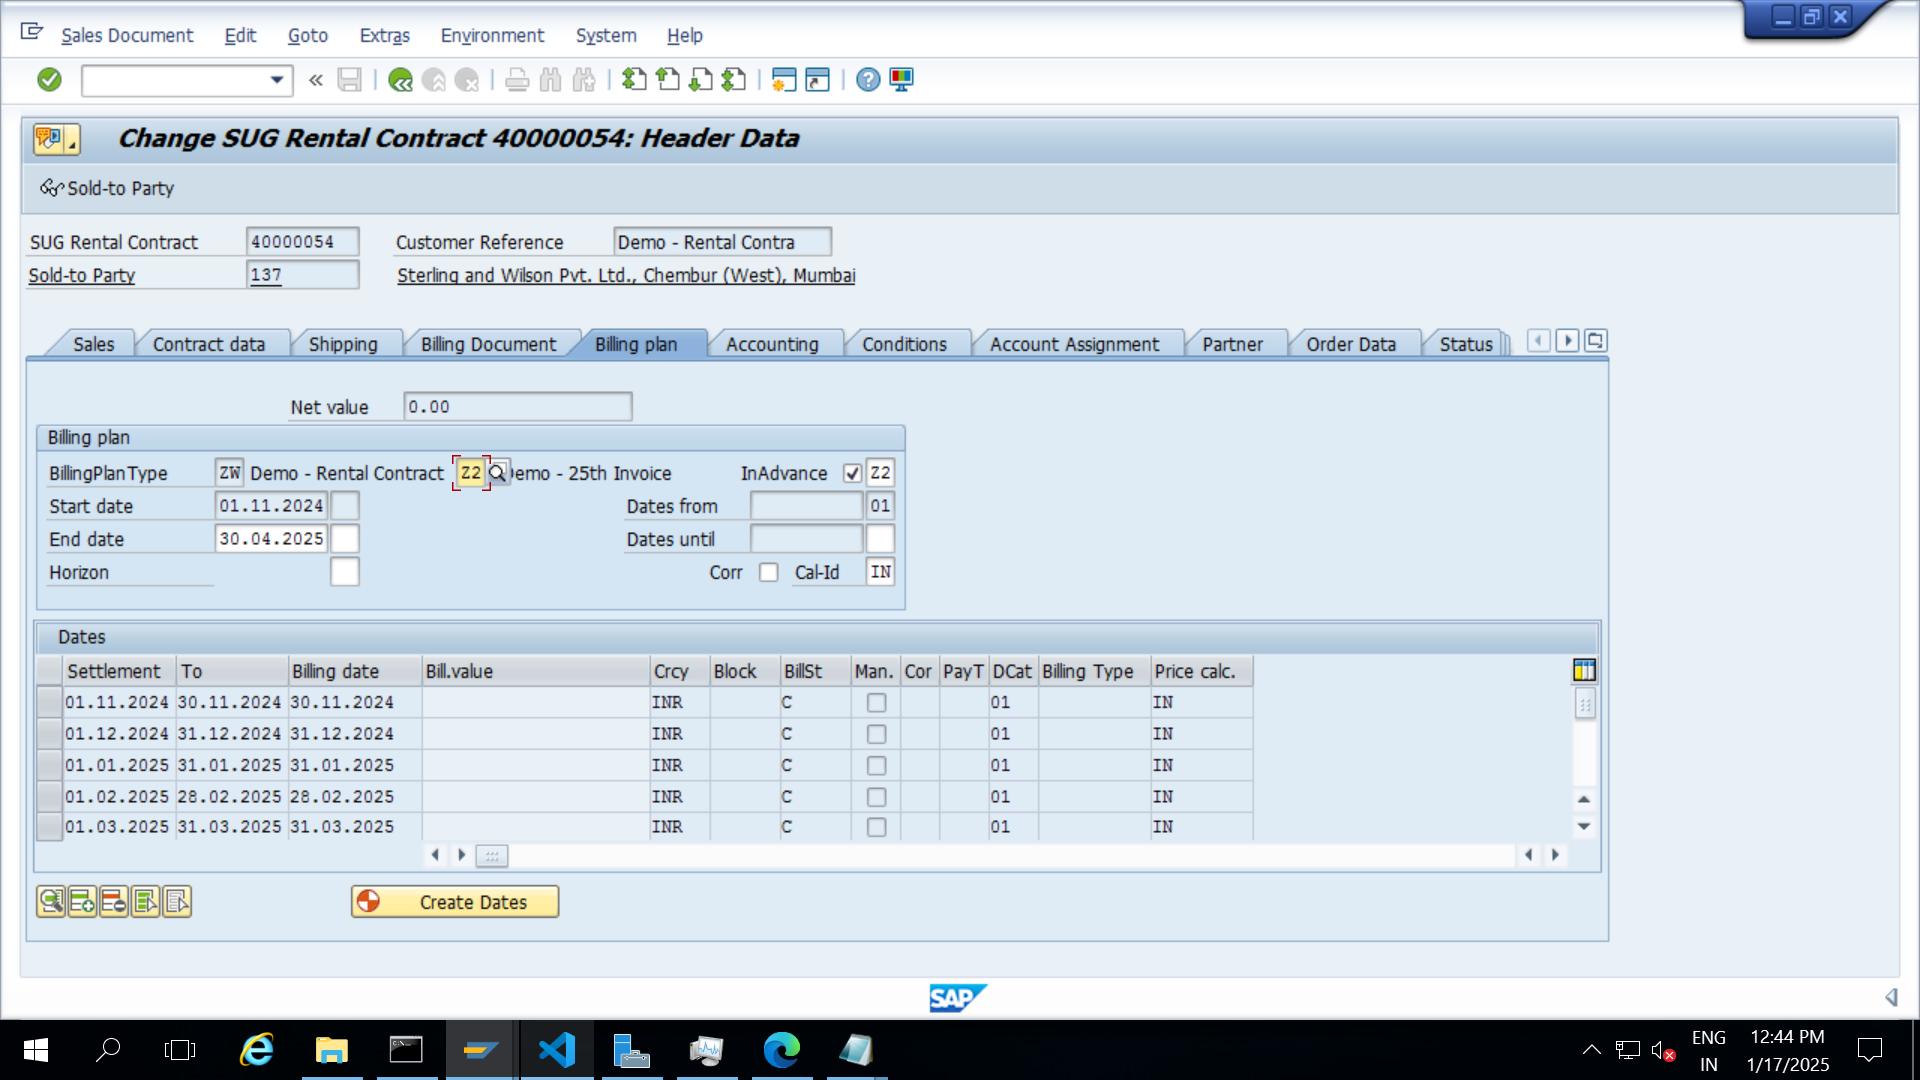 Sales Document Edit Goto Extras Environment System Help
Change SUG Rental Contract 40000054: Header Data
Sold-to Party
SUG Rental Contract 40000054 Customer Reference Demo - Rental Contra
Sold-to Party 137 Sterling and Wilson Pvt. Ltd., Chembur (West), Mumbai
Sales Contract data Shipping Billing Document Billing plan Accounting Conditions Account Assignment Partner Order Data Status
Net value 0.00
Billing plan
BillingPlanType ZW Demo - Rental Contract Z2 emo - 25th Invoice InAdvance Z2
Start date 01.11.2024 Dates from 01
End date 30.04.2025 Dates until
Horizon Corr Cal-Id IN
Dates
Settlement To Billing date Bill.value Crcy Block BillSt Man. Cor PayT DCat Billing Type Price calc.
01.11.2024 30.11.2024 30.11.2024 INR C 01 IN
01.12.2024 31.12.2024 31.12.2024 INR C 01 IN
01.01.2025 31.01.2025 31.01.2025 INR C 01 IN
01.02.2025 28.02.2025 28.02.2025 INR C 01 IN
01.03.2025 31.03.2025 31.03.2025 INR C 01 IN
Create Dates
SAP
ENG 12:44 PM
IN 1/17/2025